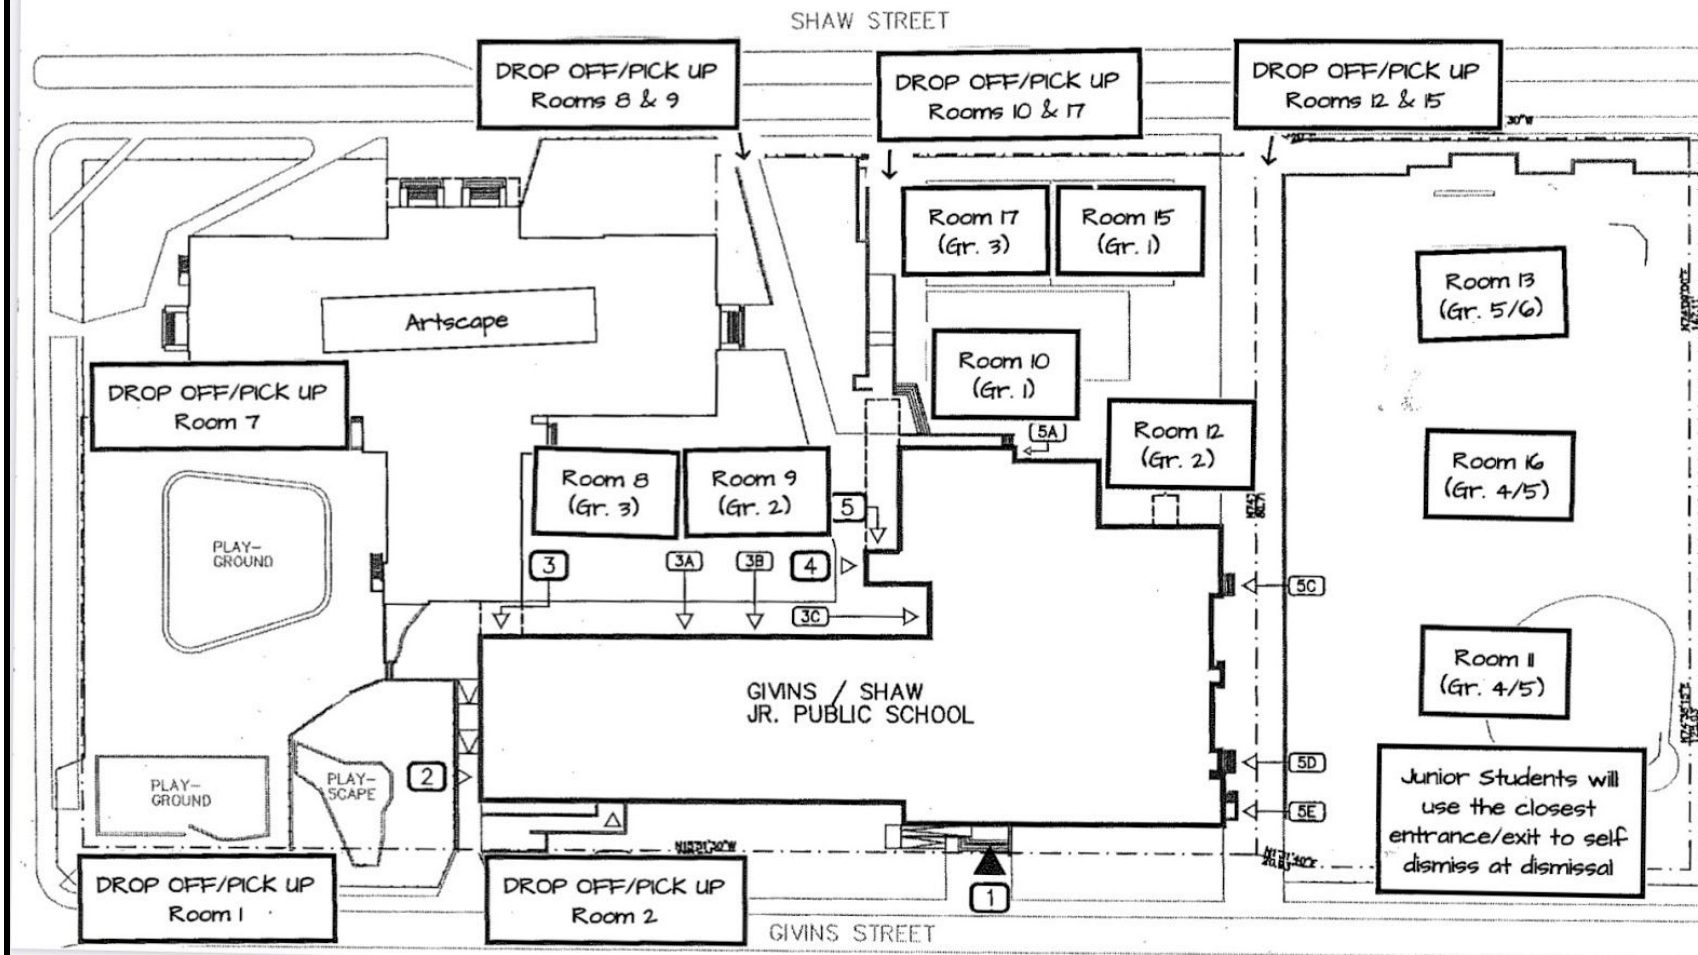 SHAW STREET
DROP OFF/PICK UP
Rooms 8 & 9
DROP OFF/PICK UP
Rooms 10 & 17
DROP OFF/PICK UP
Rooms 12 & 15
30"W
Room 17
(Gr. 3)
Room 15
(Gr. 1)
Room 13
(Gr. 5/6)
Artscape
Room 10
(Gr. 1)
DROP OFF/PICK UP
Room 7
Room 12
(Gr. 2)
5A
Room 16
(Gr. 4/5)
Room 8
(Gr. 3)
Room 9
(Gr. 2)
5
PLAY-
GROUND
3
3A
3B
4
5C
3C
Room 11
(Gr. 4/5)
GIVINS / SHAW
JR. PUBLIC SCHOOL
PLAY-
GROUND
PLAY-
SCAPE
2
5D
5E
Junior Students will
use the closest
entrance/exit to self
dismiss at dismissal
DROP OFF/PICK UP
Room 1
DROP OFF/PICK UP
Room 2
1
GIVINS STREET